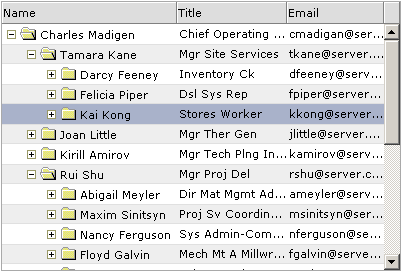 Name Title Email
Charles Madigen Chief Operating ... cmadigan@serv...
Tamara Kane Mgr Site Services tkane@server....
Darcy Feeney Inventory Ck dfeeney@server...
Felicia Piper Dsl Sys Rep fpiper@server....
Kai Kong Stores Worker kkong@server....
Joan Little Mgr Ther Gen jlittle@server....
Kirill Amirov Mgr Tech Plng In... kamirov@serv...
Rui Shu Mgr Proj Del rshu@server.c...
Abigail Meyler Dir Mat Mgmt Ad... ameyler@serv...
Maxim Sinitsyn Proj Sv Coordin... msinitsyn@ser...
Nancy Ferguson Sys Admin-Com... nferguson@se...
Floyd Galvin Mech Mt A Millwr... fgalvin@serve...